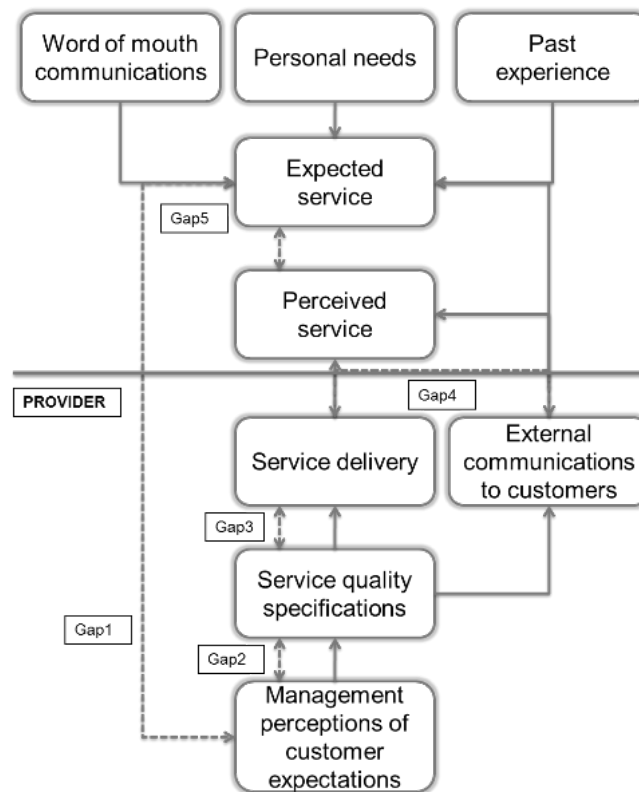 Word of mouth
communications
Personal needs
Past
experience
Expected
service
Gap5
Perceived
service
PROVIDER
Gap4
Service delivery
External
communications
to customers
Gap3
Service quality
specifications
Gap1
Gap2
Management
perceptions of
customer
expectations